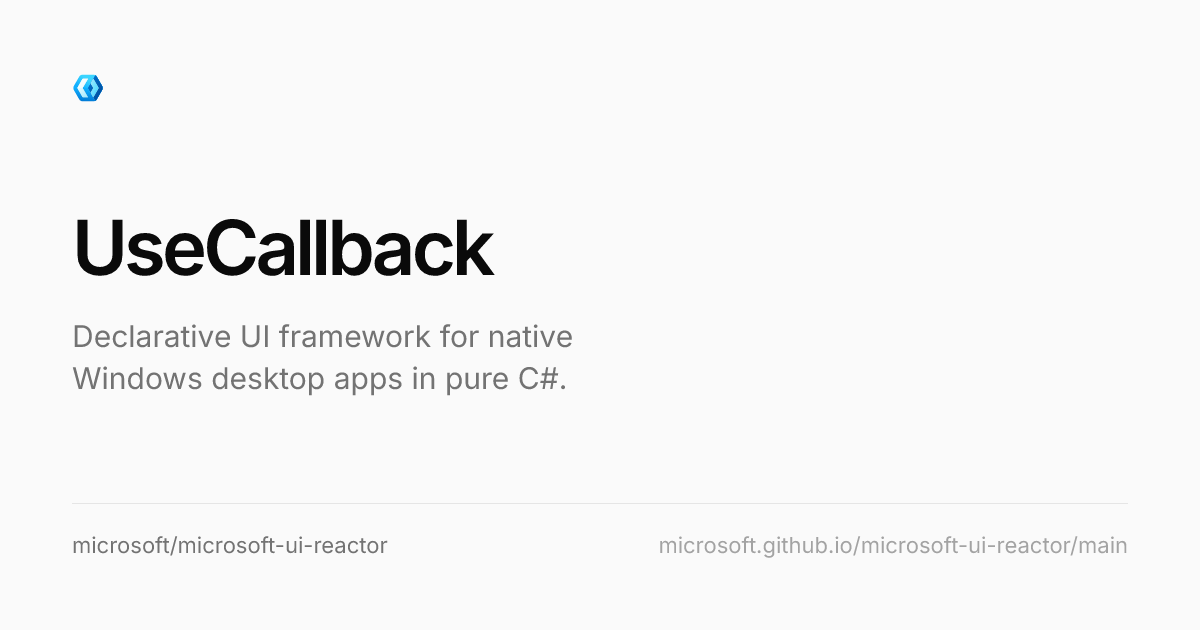 UseCallback
Declarative UI framework for native
Windows desktop apps in pure C#.
microsoft/microsoft-ui-reactor
microsoft.github.io/microsoft-ui-reactor/main